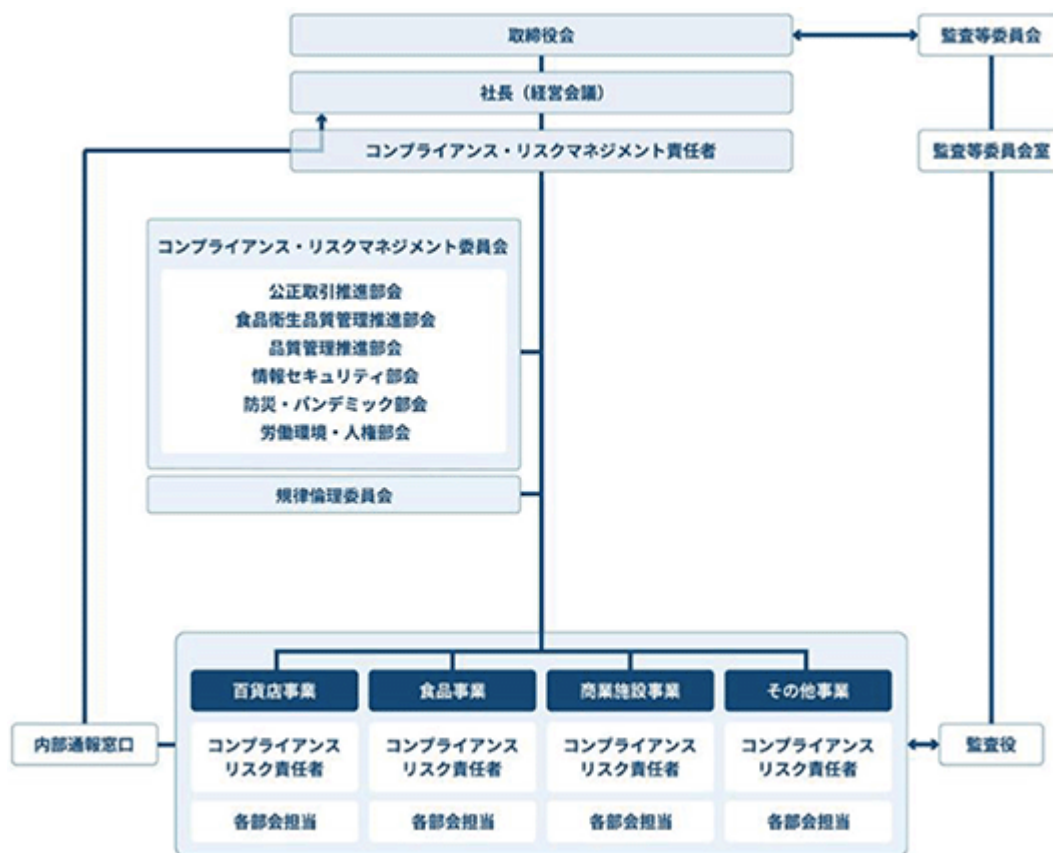 取締役会
監査等委員会
社長（経営会議）
コンプライアンス・リスクマネジメント責任者
監査等委員会室
コンプライアンス・リスクマネジメント委員会
公正取引推進部会
食品衛生品質管理推進部会
品質管理推進部会
情報セキュリティ部会
防災・パンデミック部会
労働環境・人権部会
規律倫理委員会
百貨店事業
食品事業
商業施設事業
その他事業
内部通報窓口
コンプライアンス
リスク責任者
コンプライアンス
リスク責任者
コンプライアンス
リスク責任者
コンプライアンス
リスク責任者
監査役
各部会担当
各部会担当
各部会担当
各部会担当